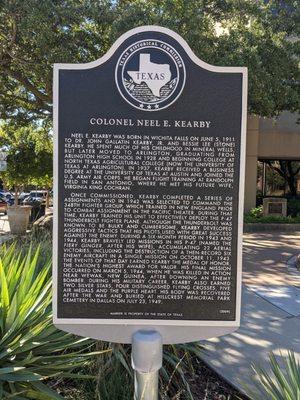 TEXAS HISTORICAL COMMISSION
TEXAS
COLONEL NEEL E. KEARBY
NEEL E. KEARBY WAS BORN IN WICHITA FALLS ON JUNE 5, 1911
TO DR. JOHN GALLATIN KEARBY, JR. AND BESSIE LEE (STONE)
KEARBY. HE SPENT MUCH OF HIS CHILDHOOD IN MINERAL WELLS,
BUT LATER MOVED TO ARLINGTON, GRADUATING FROM
ARLINGTON HIGH SCHOOL IN 1928 AND BEGINNING COLLEGE AT
NORTH TEXAS AGRICULTURAL COLLEGE (NOW THE UNIVERSITY OF
TEXAS AT ARLINGTON). IN 1937, KEARBY RECEIVED A BUSINESS
DEGREE AT THE UNIVERSITY OF TEXAS AT AUSTIN AND JOINED THE
U.S. ARMY AIR CORPS. HE BEGAN FLIGHT TRAINING AT RANDOLPH
FIELD IN SAN ANTONIO, WHERE HE MET HIS FUTURE WIFE,
VIRGINIA KING COCHRAN.
ONCE COMMISSIONED, KEARBY COMPLETED A SERIES OF
ASSIGNMENTS AND IN 1942 WAS SELECTED TO COMMAND THE
348TH FIGHTER GROUP, WHICH TRAINED IN NEW ENGLAND PRIOR
TO COMBAT ASSIGNMENT IN THE PACIFIC THEATER. DURING THAT
TIME, KEARBY TRAINED HIS UNIT TO EFFECTIVELY DEPLOY THE P-47
THUNDERBOLT FIGHTER PLANE. ALTHOUGH THE THUNDERBOLT WAS
KNOWN TO BE BULKY AND CUMBERSOME, KEARBY DEVELOPED
AGGRESSIVE TACTICS THAT HIS PILOTS USED WITH GREAT SUCCESS
AGAINST THE ENEMY. DURING A SIX-MONTH PERIOD IN 1943 AND
1944, KEARBY BRAVELY LED MISSIONS IN HIS P-47 (NAMED THE
FIERY GINGER, AFTER HIS WIFE), ACCUMULATING 22 AERIAL
VICTORIES, INCLUDING THE DESTRUCTION OF A RECORD SIX
ENEMY AIRCRAFT IN A SINGLE MISSION ON OCTOBER 11, 1943.
THE EVENTS OF THAT DAY EARNED KEARBY THE MEDAL OF HONOR,
THE NATION'S HIGHEST AWARD FOR VALOR. HIS FINAL MISSION
OCCURRED ON MARCH 5, 1944, WHEN HE WAS KILLED IN ACTION
NEAR WEWAK, NEW GUINEA, AFTER DESTROYING AN ENEMY
BOMBER. DURING HIS MILITARY CAREER, KEARBY ALSO EARNED
TWO SILVER STARS, FOUR DISTINGUISHED FLYING CROSSES, FIVE
AIR MEDALS AND THE PURPLE HEART. HIS BODY WAS RECOVERED
AFTER THE WAR AND BURIED AT HILLCREST MEMORIAL PARK
CEMETERY IN DALLAS ON JULY 23, 1949.
(2009)
MARKER IS PROPERTY OF THE STATE OF TEXAS